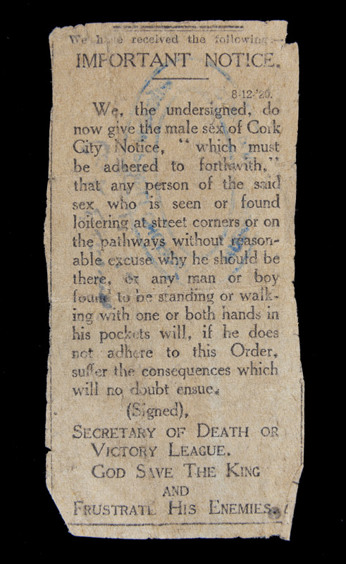 We have received the following:—
IMPORTANT NOTICE.
8-12-'20.
We, the undersigned, do
now give the male sex of Cork
City Notice, "which must
be adhered to forthwith,"
that any person of the said
sex who is seen or found
loitering at street corners or on
the pathways without reason-
able excuse why he should be
there, or any man or boy
found to be standing or walk-
ing with one or both hands in
his pockets will, if he does
not adhere to this Order,
suffer the consequences which
will no doubt ensue.
(Signed),
SECRETARY OF DEATH OR
VICTORY LEAGUE.
GOD SAVE THE KING
AND
FRUSTRATE HIS ENEMIES.